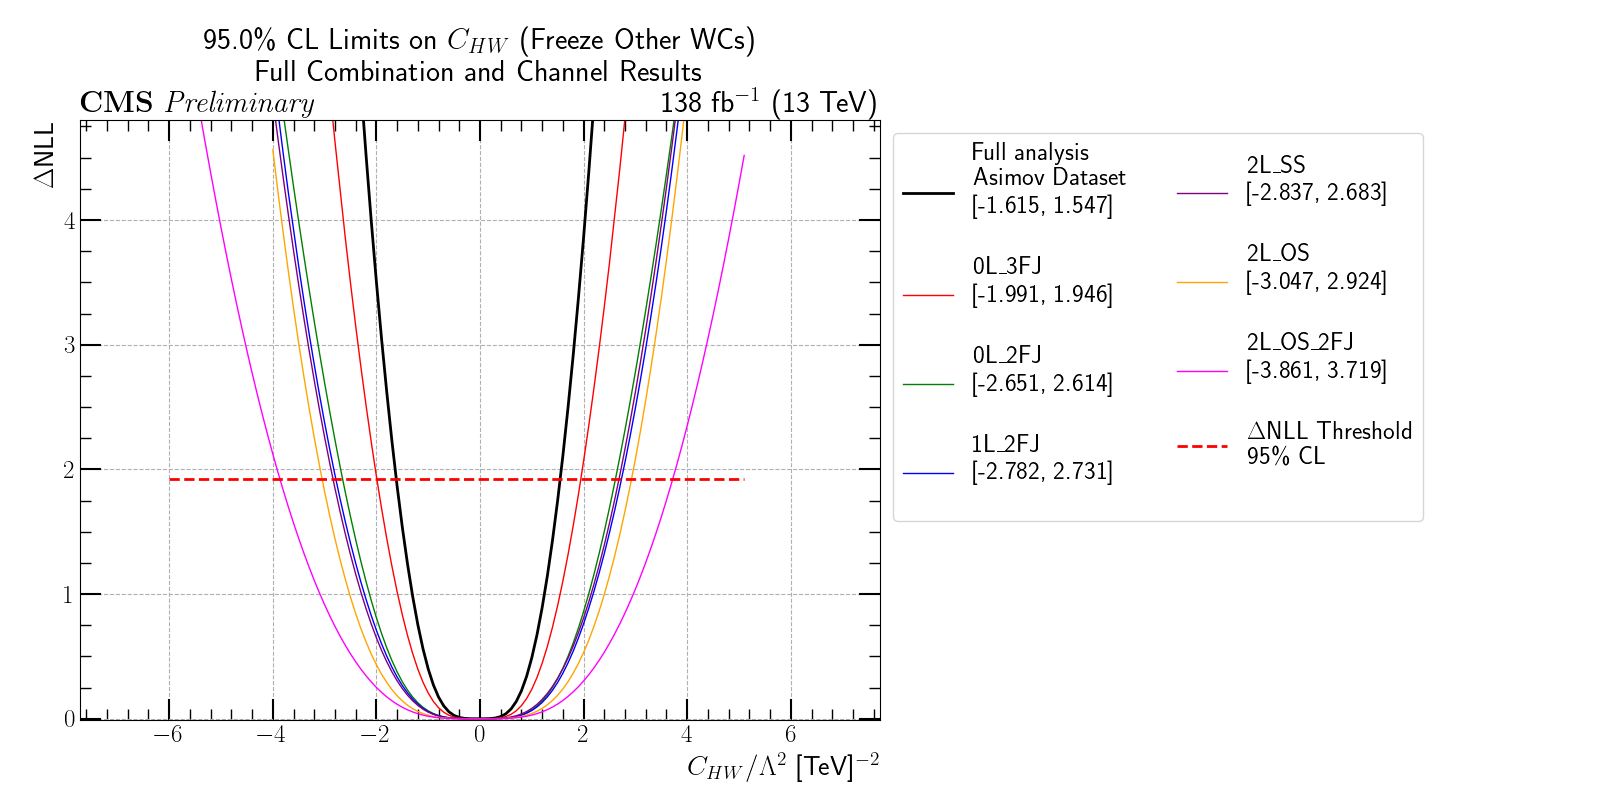 95.0% CL Limits on C_{HW} (Freeze Other WCs)
Full Combination and Channel Results
CMS Preliminary
138 fb^{-1} (13 TeV)
ΔNLL
4
3
2
1
0
−6
−4
−2
0
2
4
6
C_{HW}/Λ^2 [TeV]^{−2}
Full analysis
Asimov Dataset
[-1.615, 1.547]
0L_3FJ
[-1.991, 1.946]
0L_2FJ
[-2.651, 2.614]
1L_2FJ
[-2.782, 2.731]
2L_SS
[-2.837, 2.683]
2L_OS
[-3.047, 2.924]
2L_OS_2FJ
[-3.861, 3.719]
ΔNLL Threshold
95% CL